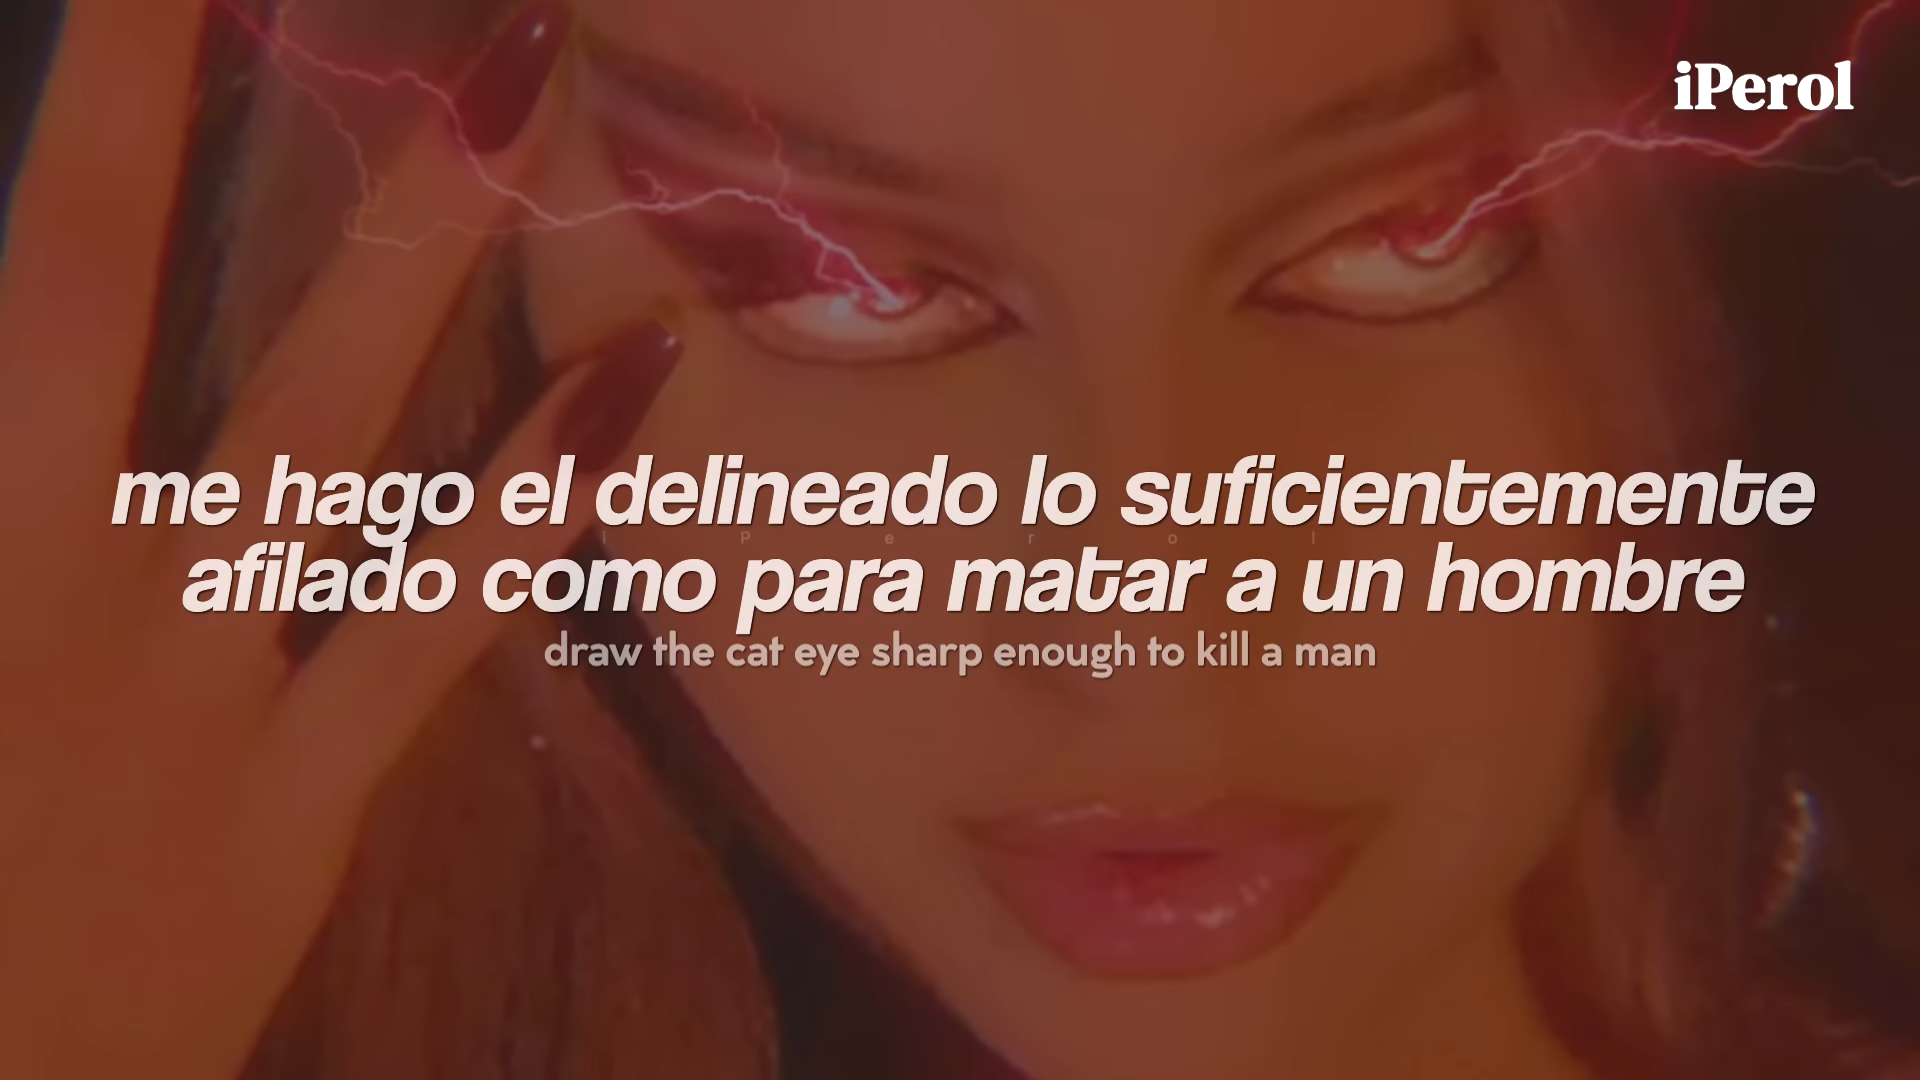 iPerol
me hago el delineado lo suficientemente
i P e r o l
afilado como para matar a un hombre
draw the cat eye sharp enough to kill a man